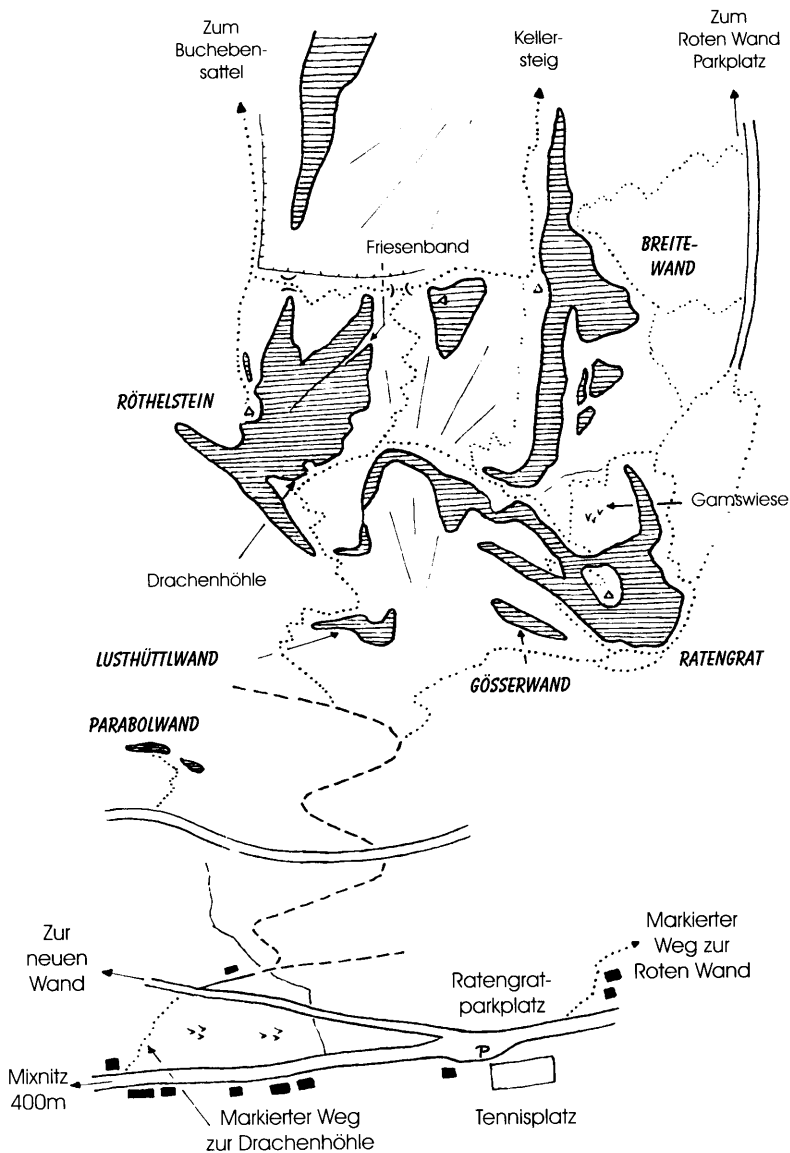 Zum
Bucheben-
sattel
Keller-
steig
Zum
Roten Wand
Parkplatz
Friesenband
BREITE-
WAND
RÖTHELSTEIN
Gamswiese
Drachenhöhle
LUSTHÜTTLWAND
GÖSSERWAND
RATENGRAT
PARABOLWAND
Zur
neuen
Wand
Markierter
Weg zur
Roten Wand
Ratengrat-
parkplatz
P
Mixnitz
400m
Markierter Weg
zur Drachenhöhle
Tennisplatz